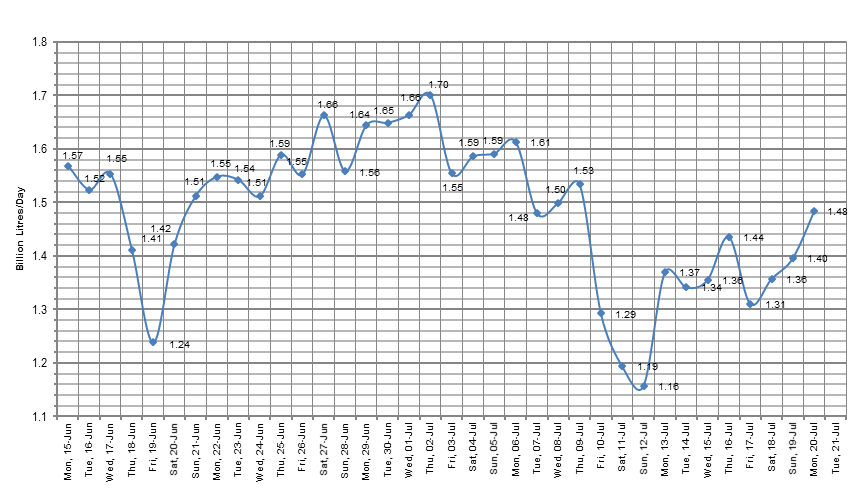 1.8
1.7
1.6
1.5
1.4
1.3
1.2
1.1
Billion Litres/Day
1.57
1.52
1.55
1.41
1.24
1.42
1.51
1.55
1.54
1.51
1.59
1.55
1.66
1.56
1.64
1.65
1.66
1.70
1.55
1.59
1.59
1.61
1.48
1.50
1.53
1.29
1.19
1.16
1.37
1.34
1.36
1.44
1.31
1.36
1.40
1.48
Mon, 15-Jun
Tue, 16-Jun
Wed, 17-Jun
Thu, 18-Jun
Fri, 19-Jun
Sat, 20-Jun
Sun, 21-Jun
Mon, 22-Jun
Tue, 23-Jun
Wed, 24-Jun
Thu, 25-Jun
Fri, 26-Jun
Sat, 27-Jun
Sun, 28-Jun
Mon, 29-Jun
Tue, 30-Jun
Wed, 01-Jul
Thu, 02-Jul
Fri, 03-Jul
Sat, 04-Jul
Sun, 05-Jul
Mon, 06-Jul
Tue, 07-Jul
Wed, 08-Jul
Thu, 09-Jul
Fri, 10-Jul
Sat, 11-Jul
Sun, 12-Jul
Mon, 13-Jul
Tue, 14-Jul
Wed, 15-Jul
Thu, 16-Jul
Fri, 17-Jul
Sat, 18-Jul
Sun, 19-Jul
Mon, 20-Jul
Tue, 21-Jul